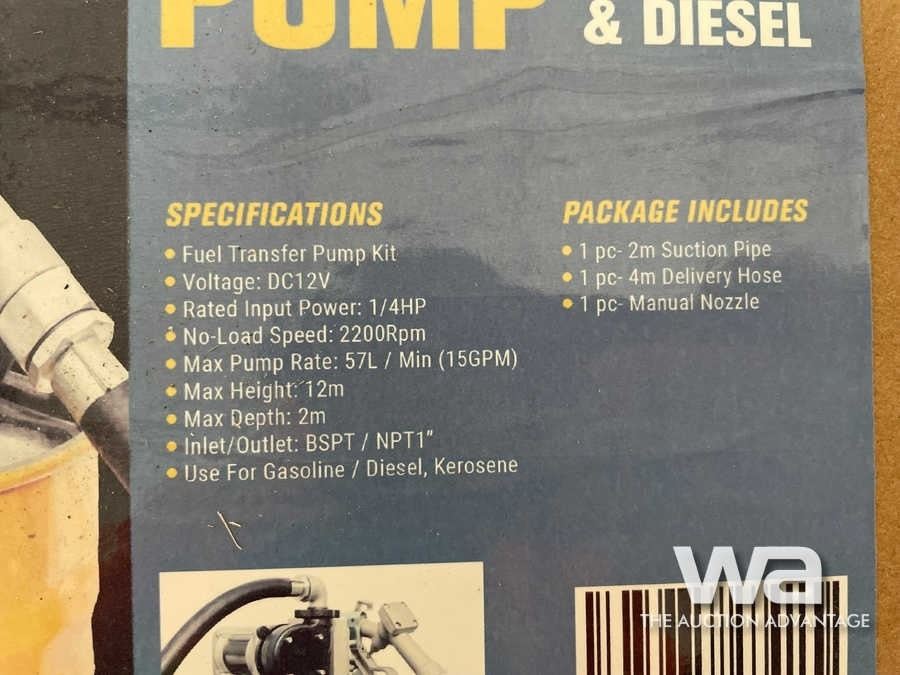 PUMP
& DIESEL
SPECIFICATIONS
• Fuel Transfer Pump Kit
• Voltage: DC12V
• Rated Input Power: 1/4HP
• No-Load Speed: 2200Rpm
• Max Pump Rate: 57L / Min (15GPM)
• Max Height: 12m
• Max Depth: 2m
• Inlet/Outlet: BSPT / NPT1”
• Use For Gasoline / Diesel, Kerosene
PACKAGE INCLUDES
• 1 pc- 2m Suction Pipe
• 1 pc- 4m Delivery Hose
• 1 pc- Manual Nozzle
wa
THE AUCTION ADVANTAGE